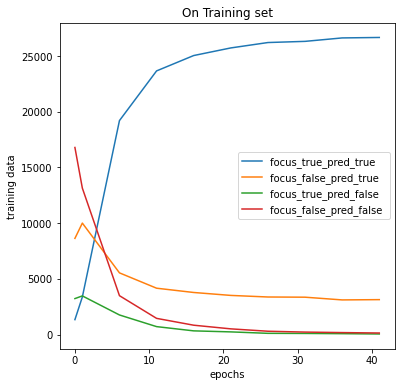 On Training set
training data
25000
20000
15000
10000
5000
0
focus_true_pred_true
focus_false_pred_true
focus_true_pred_false
focus_false_pred_false
0 10 20 30 40
epochs